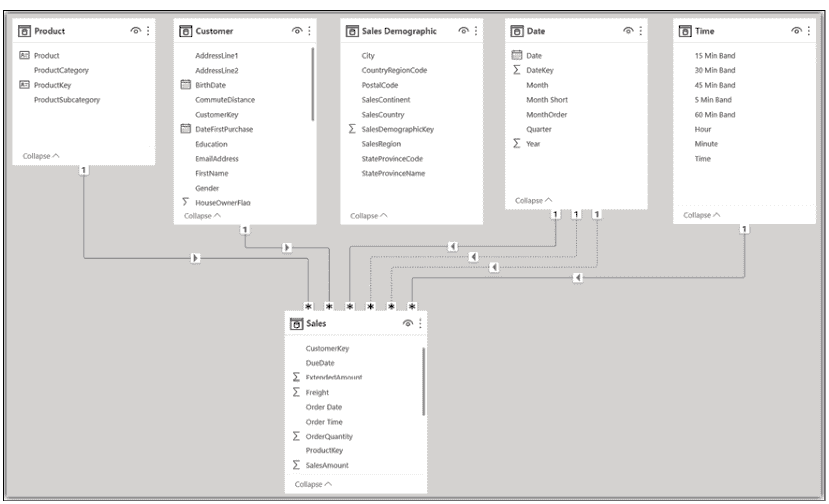 Product
Product
ProductCategory
ProductKey
ProductSubcategory
Collapse
Customer
AddressLine1
AddressLine2
BirthDate
CommuteDistance
CustomerKey
DateFirstPurchase
Education
EmailAddress
FirstName
Gender
HouseOwnerFlag
Collapse
Sales Demographic
City
CountryRegionCode
PostalCode
SalesContinent
SalesCountry
Σ SalesDemographicKey
SalesRegion
StateProvinceCode
StateProvinceName
Collapse
Date
Date
Σ DateKey
Month
Month Short
MonthOrder
Quarter
Σ Year
Collapse
Time
15 Min Band
30 Min Band
45 Min Band
5 Min Band
60 Min Band
Hour
Minute
Time
Collapse
1
1
1 1 1
1
* * * * * *
Sales
CustomerKey
DueDate
Σ ExtendedAmount
Σ Freight
Order Date
Order Time
Σ OrderQuantity
ProductKey
Σ SalesAmount
Collapse